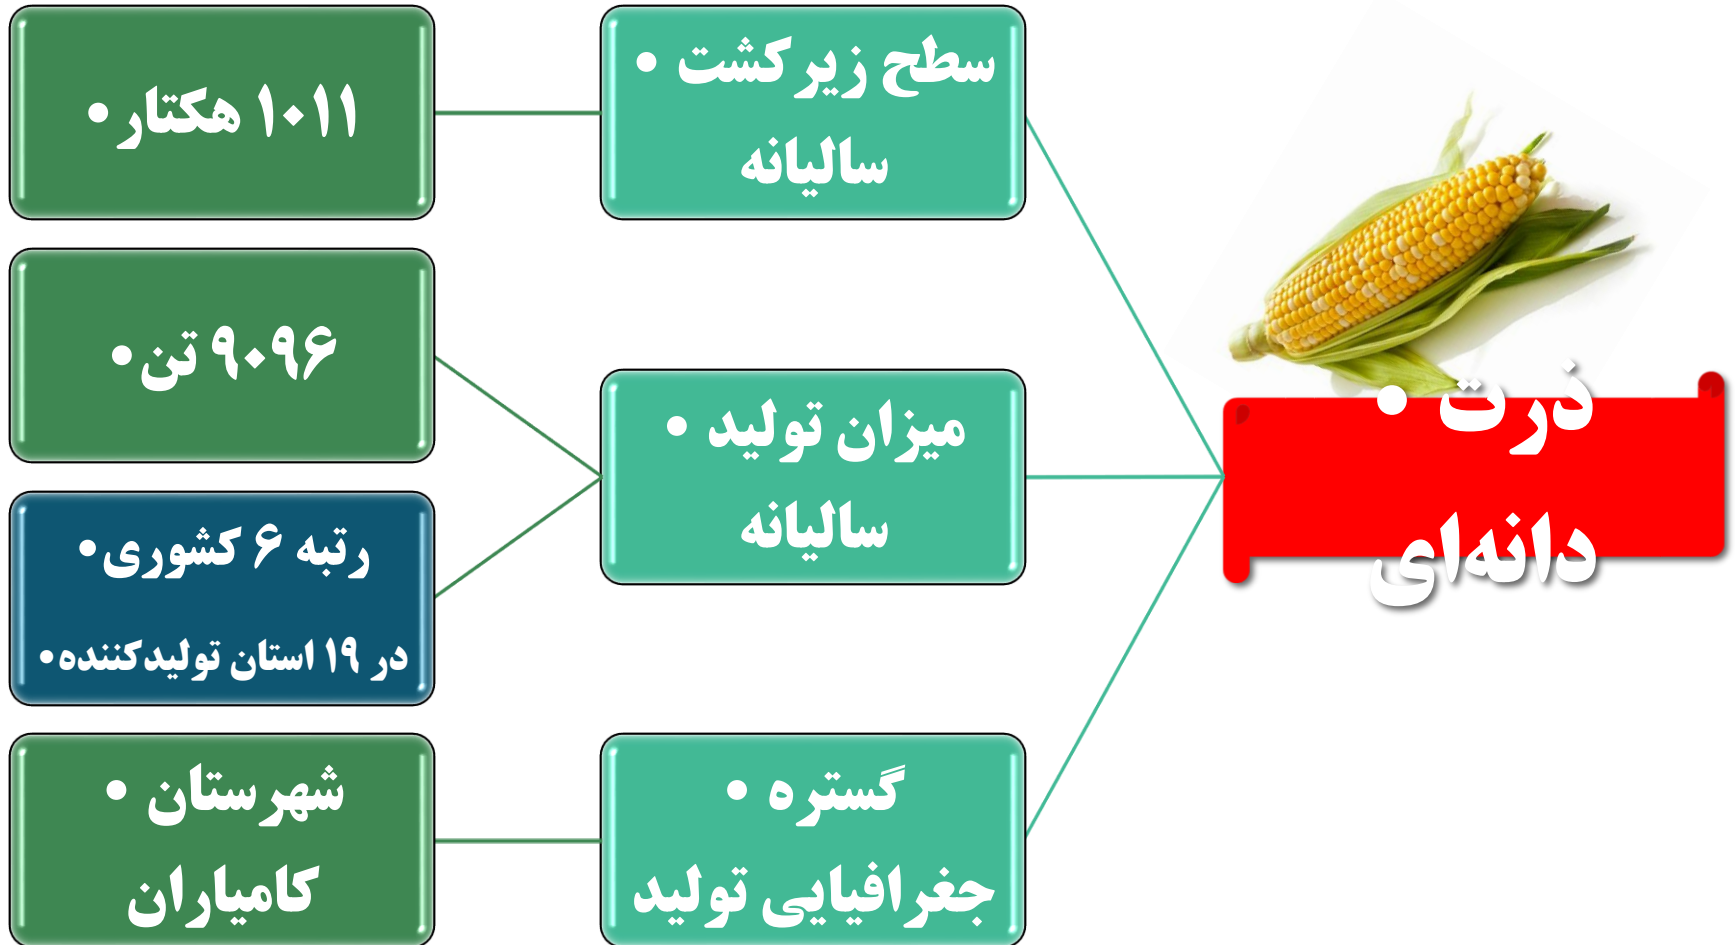 ذرت •
دانه‌ای
سطح زیرکشت •
سالیانه
۱۰۱۱ هکتار •
میزان تولید •
سالیانه
۹۰۹۶ تن •
رتبه ۶ کشوری •
در ۱۹ استان تولیدکننده •
گستره •
جغرافیایی تولید
شهرستان •
کامیاران